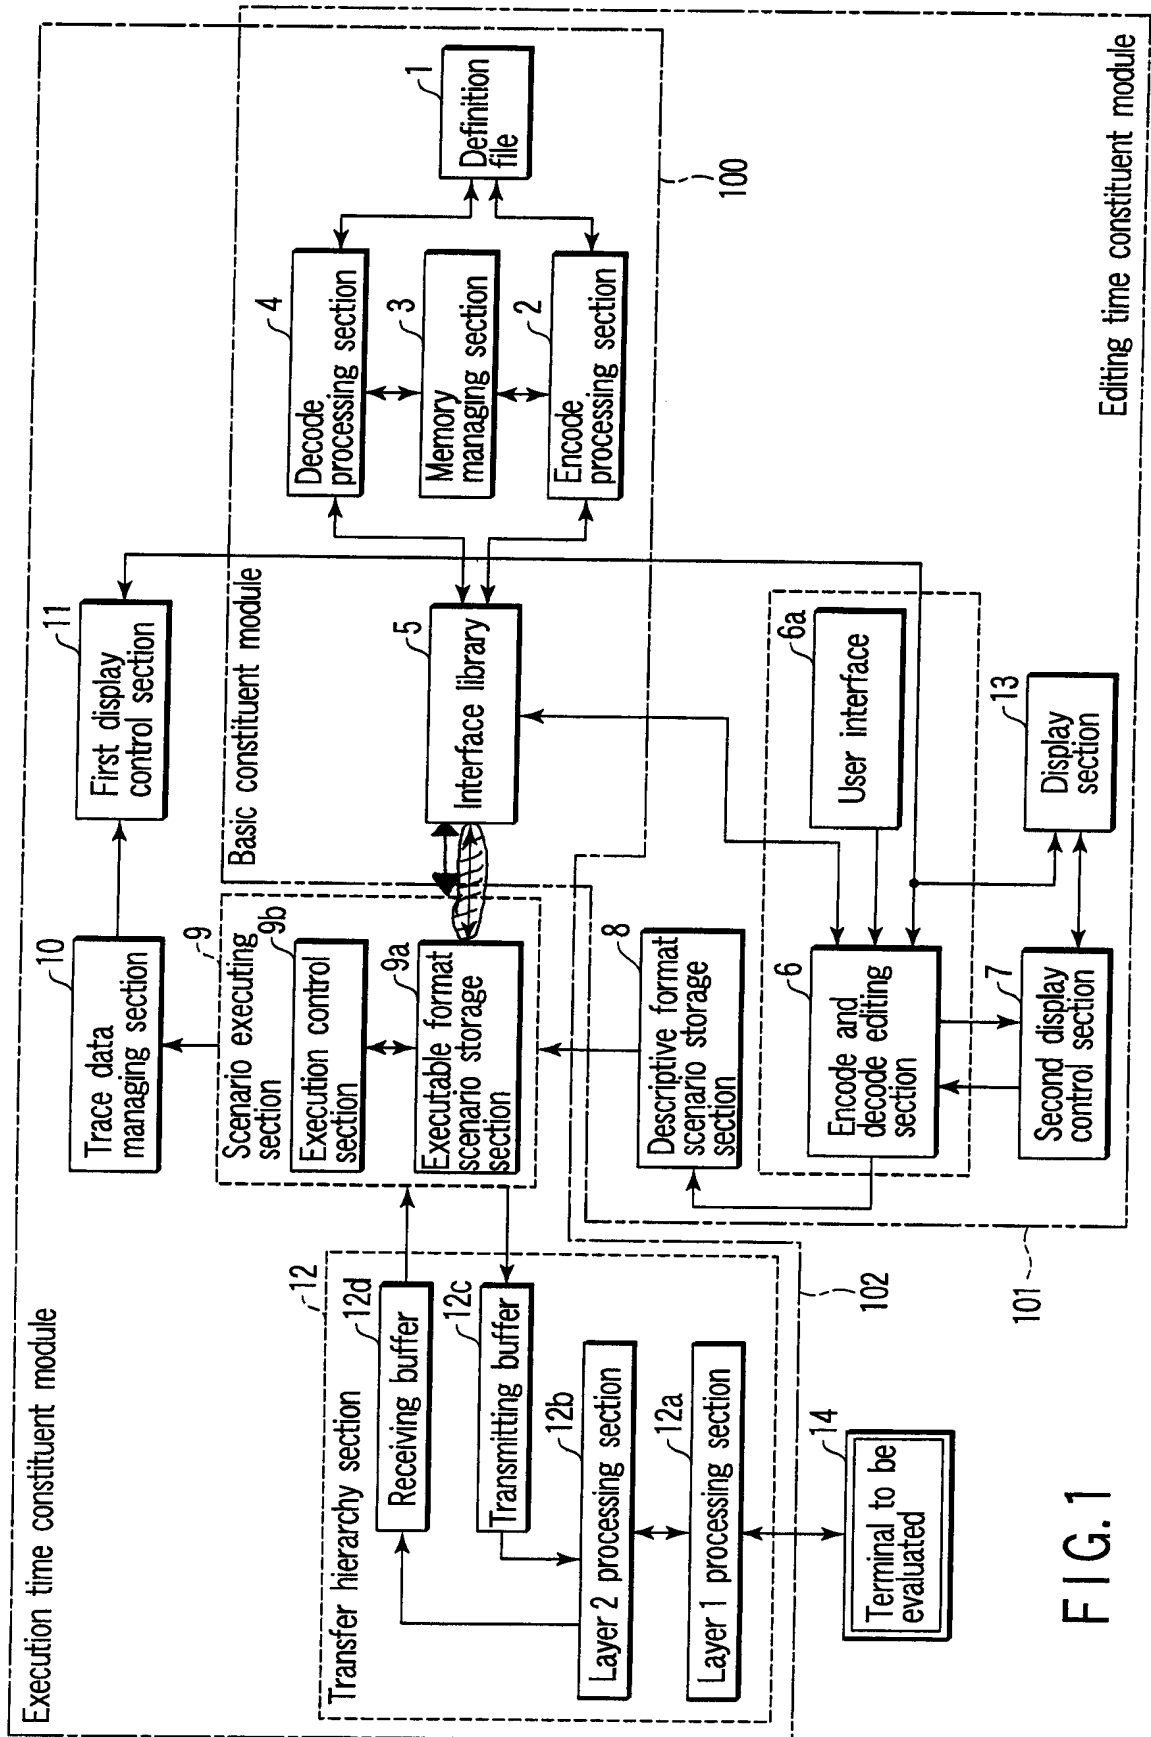 Execution time constituent module
Transfer hierarchy section
12
Receiving buffer
12d
Transmitting buffer
12c
Layer 2 processing section
12b
Layer 1 processing section
12a
Terminal to be
evaluated
14
102
101
Trace data
managing section
10
Scenario executing
section
9
Execution control
section
9b
Executable format
scenario storage
section
9a
Descriptive format
scenario storage
section
8
Encode and
decode editing
section
6
Second display
control section
7
First display
control section
11
Basic constituent module
Interface library
5
User interface
6a
Display
section
13
Decode
processing section
4
Memory
managing section
3
Encode
processing section
2
Definition
file
1
100
Editing time constituent module
FIG. 1